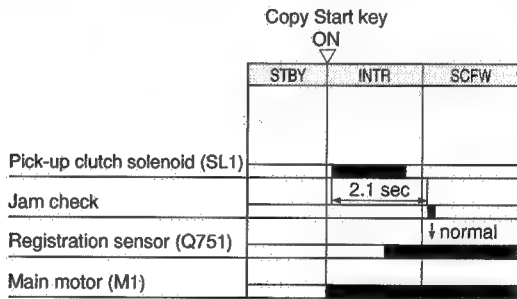 Copy Start key
ON
STBY INTR SCFW
Pick-up clutch solenoid (SL1)
2.1 sec
Jam check
normal
Registration sensor (Q751)
Main motor (M1)